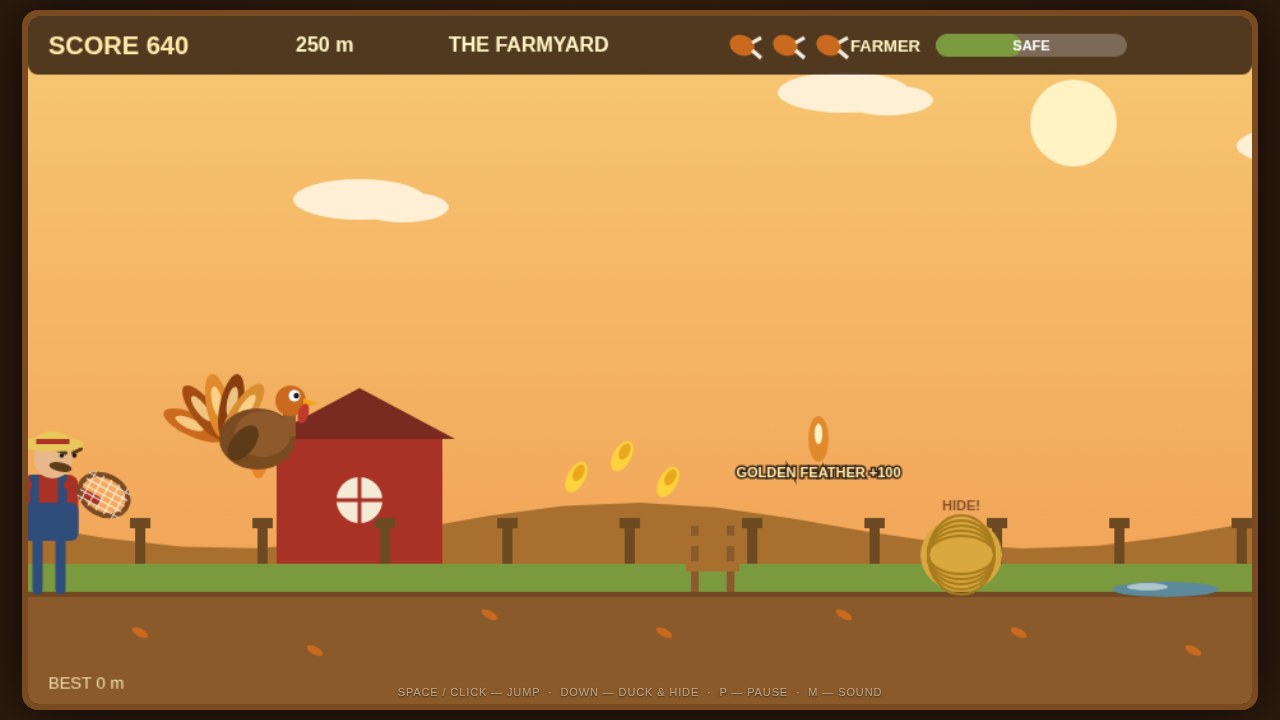 SCORE 640
250 m
THE FARMYARD
FARMER
SAFE
GOLDEN FEATHER +100
HIDE!
BEST 0 m
SPACE / CLICK — JUMP · DOWN — DUCK & HIDE · P — PAUSE · M — SOUND